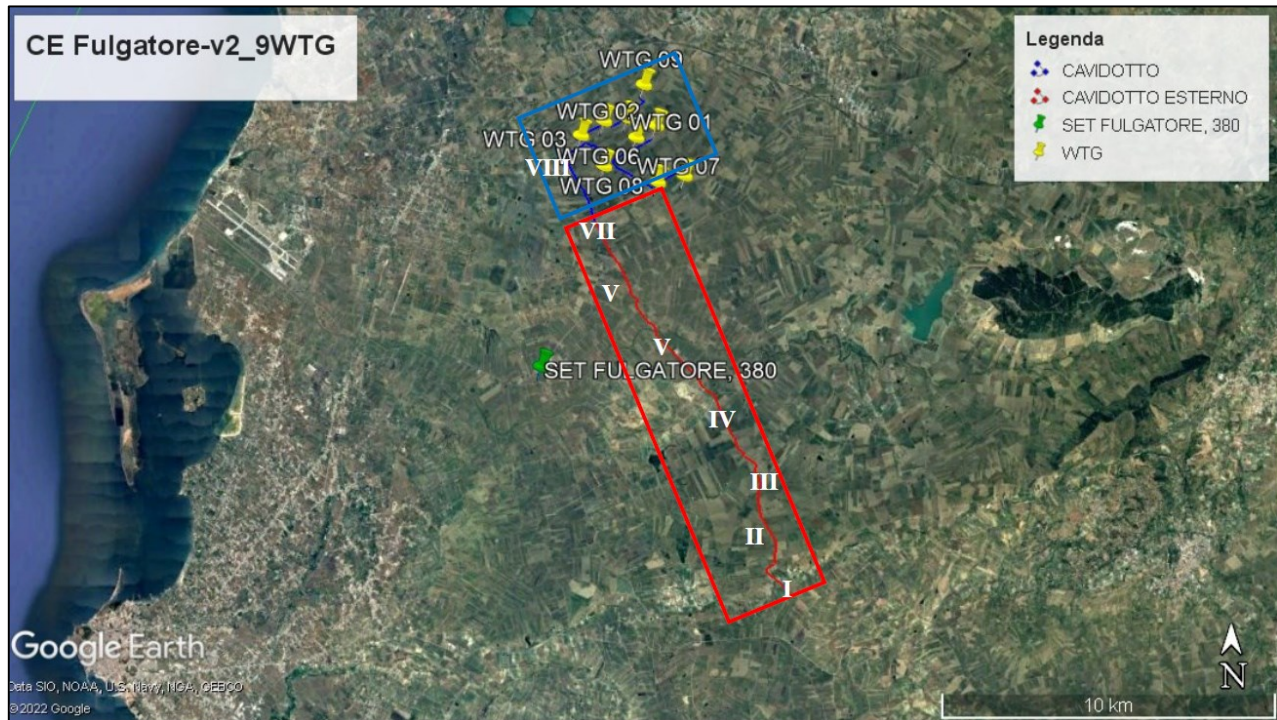 CE Fulgatore-v2_9WTG
Legenda
CAVIDOTTO
CAVIDOTTO ESTERNO
SET FULGATORE, 380
WTG
WTG 09
WTG 02
WTG 01
WTG 03
WTG 06
WTG 07
VIII
WTG 08
VII
V
V
SET FULGATORE, 380
IV
III
II
I
Google Earth
Data SIO, NOAA, U.S. Navy, NGA, GEBCO
©2022 Google
N
10 km